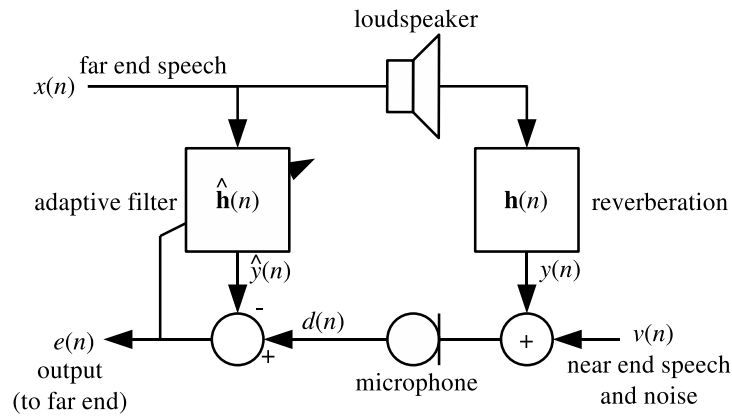 loudspeaker
far end speech
x(n)
adaptive filter
ĥ(n)
h(n)
reverberation
ŷ(n)
y(n)
-
+
d(n)
+
e(n)
output
(to far end)
microphone
v(n)
near end speech
and noise